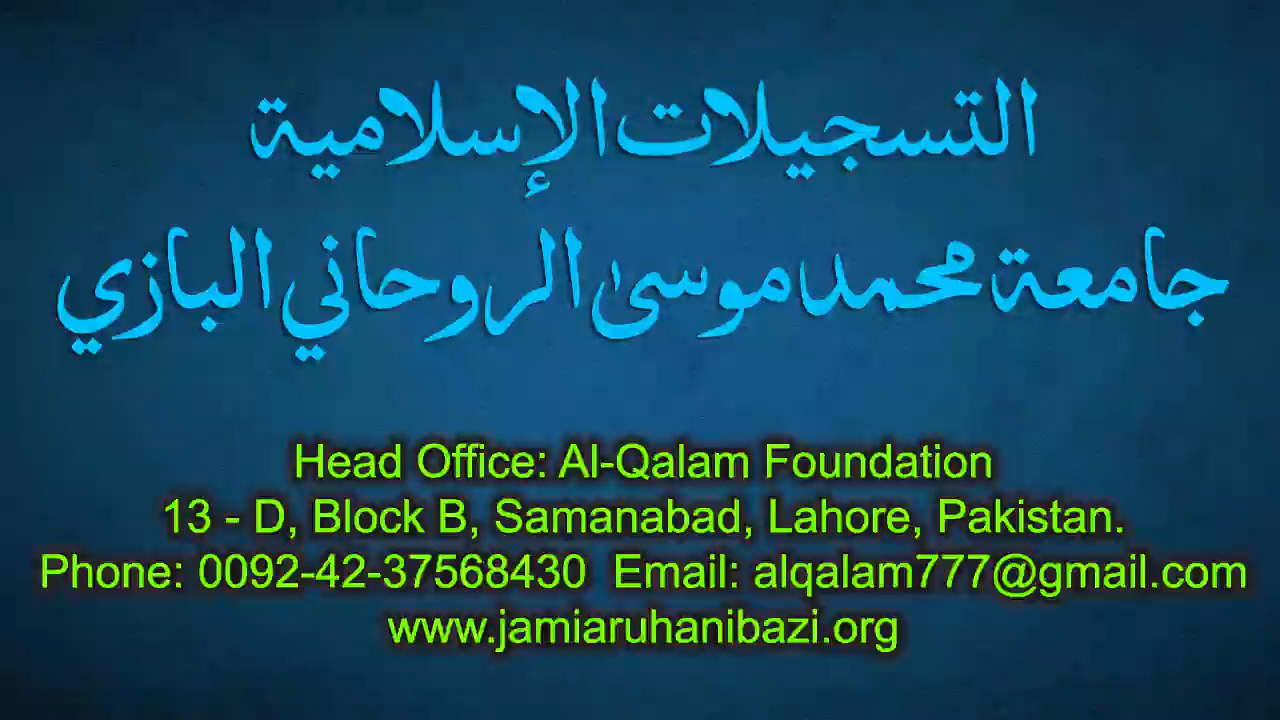 التسجيلات الإسلامية
جامعة محمد موسىٰ الروحاني البازي
Head Office: Al-Qalam Foundation
13 - D, Block B, Samanabad, Lahore, Pakistan.
Phone: 0092-42-37568430  Email: alqalam777@gmail.com
www.jamiaruhanibazi.org